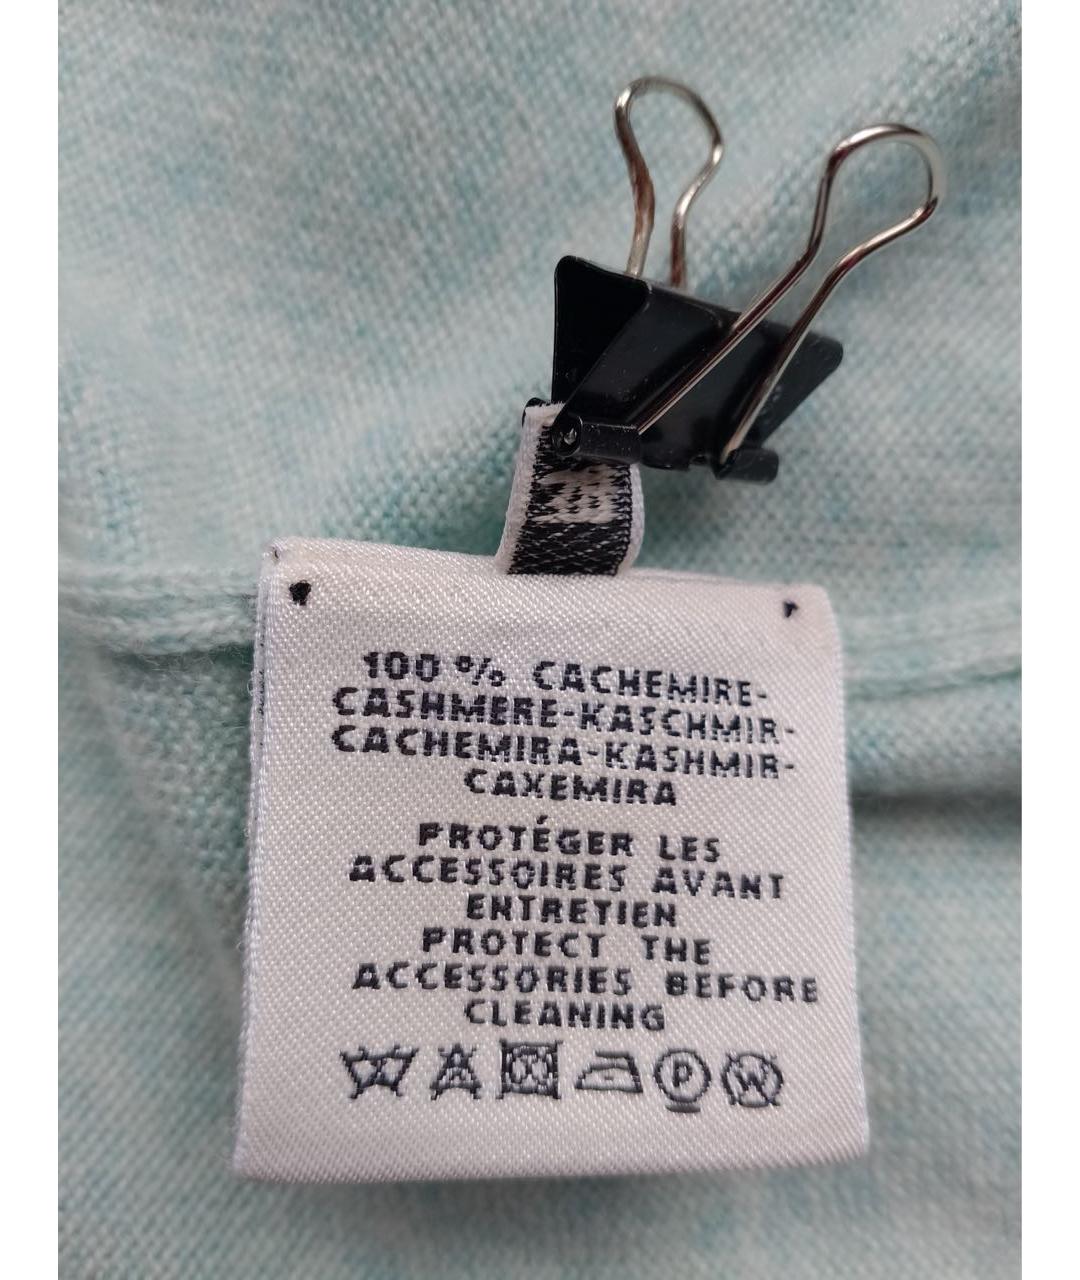 100 % CACHEMIRE-
CASHMERE-KASCHMIR-
CACHEMIRA-KASHMIR-
CAXEMIRA
PROTÉGER LES
ACCESSOIRES AVANT
ENTRETIEN
PROTECT THE
ACCESSORIES BEFORE
CLEANING
P W